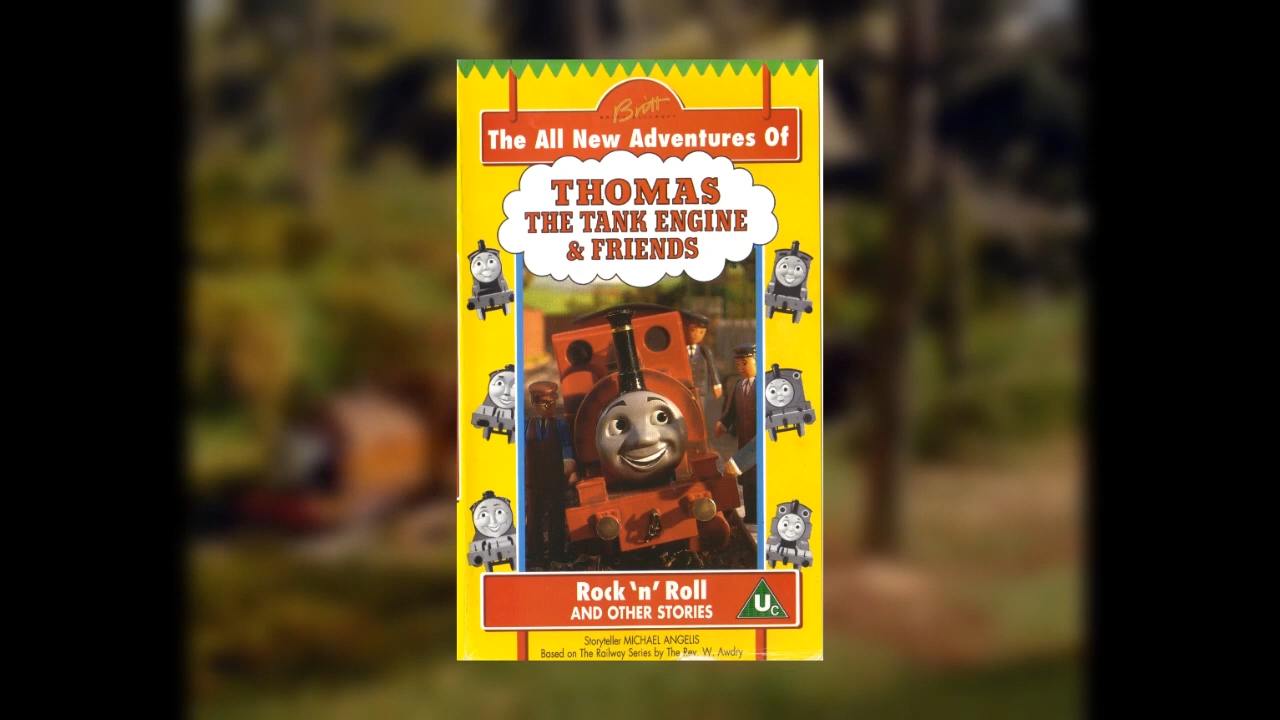 Britt
The All New Adventures Of
THOMAS
THE TANK ENGINE
& FRIENDS
Rock 'n' Roll
AND OTHER STORIES
Uc
Storyteller MICHAEL ANGELIS
Based on The Railway Series by The Rev. W. Awdry